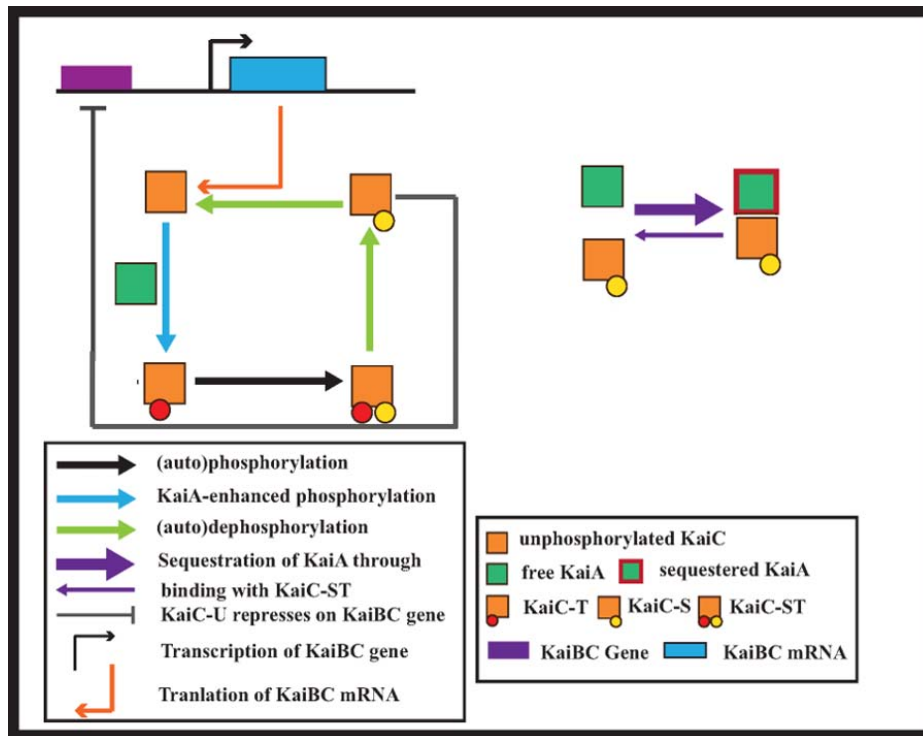 (auto)phosphorylation
KaiA-enhanced phosphorylation
(auto)dephosphorylation
Sequestration of KaiA through
binding with KaiC-ST
KaiC-U represses on KaiBC gene
Transcription of KaiBC gene
Tranlation of KaiBC mRNA
unphosphorylated KaiC
free KaiA sequestered KaiA
KaiC-T KaiC-S KaiC-ST
KaiBC Gene KaiBC mRNA